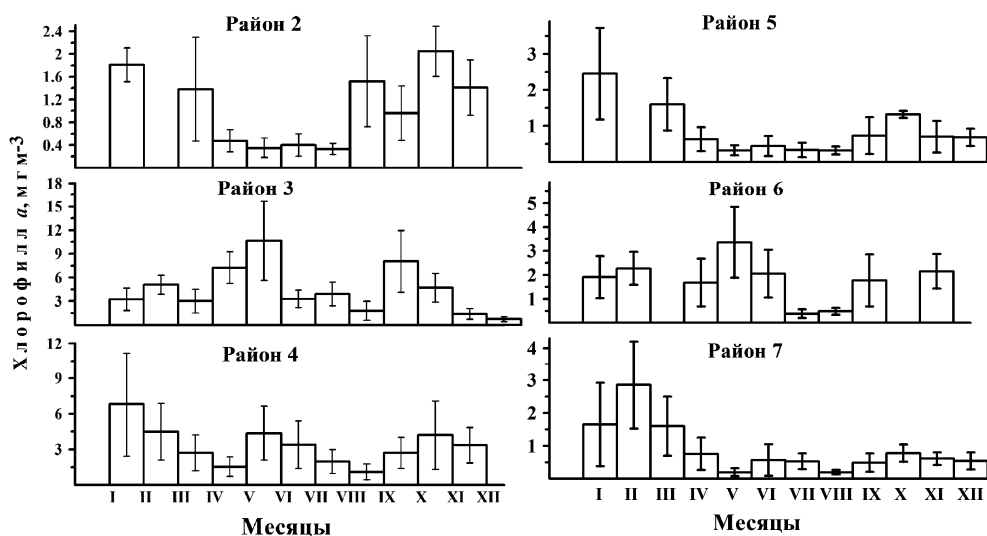 Район 2
2.4
2
1.6
1.2
0.8
0.4
Район 5
3
2
1
Хлорофилл a, мг м-3
Район 3
18
15
12
9
6
3
Район 6
5
4
3
2
1
Район 4
12
9
6
3
I II III IV V VI VII VIII IX X XI XII
Месяцы
Район 7
4
3
2
1
I II III IV V VI VII VIII IX X XI XII
Месяцы